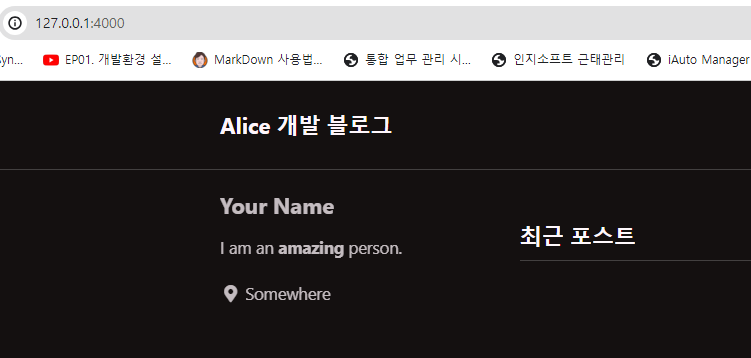 127.0.0.1:4000
Syn... EP01. 개발환경 설... MarkDown 사용법... 통합 업무 관리 시... 인지소프트 근태관리 iAuto Manager
Alice 개발 블로그
Your Name
I am an amazing person.
Somewhere
최근 포스트